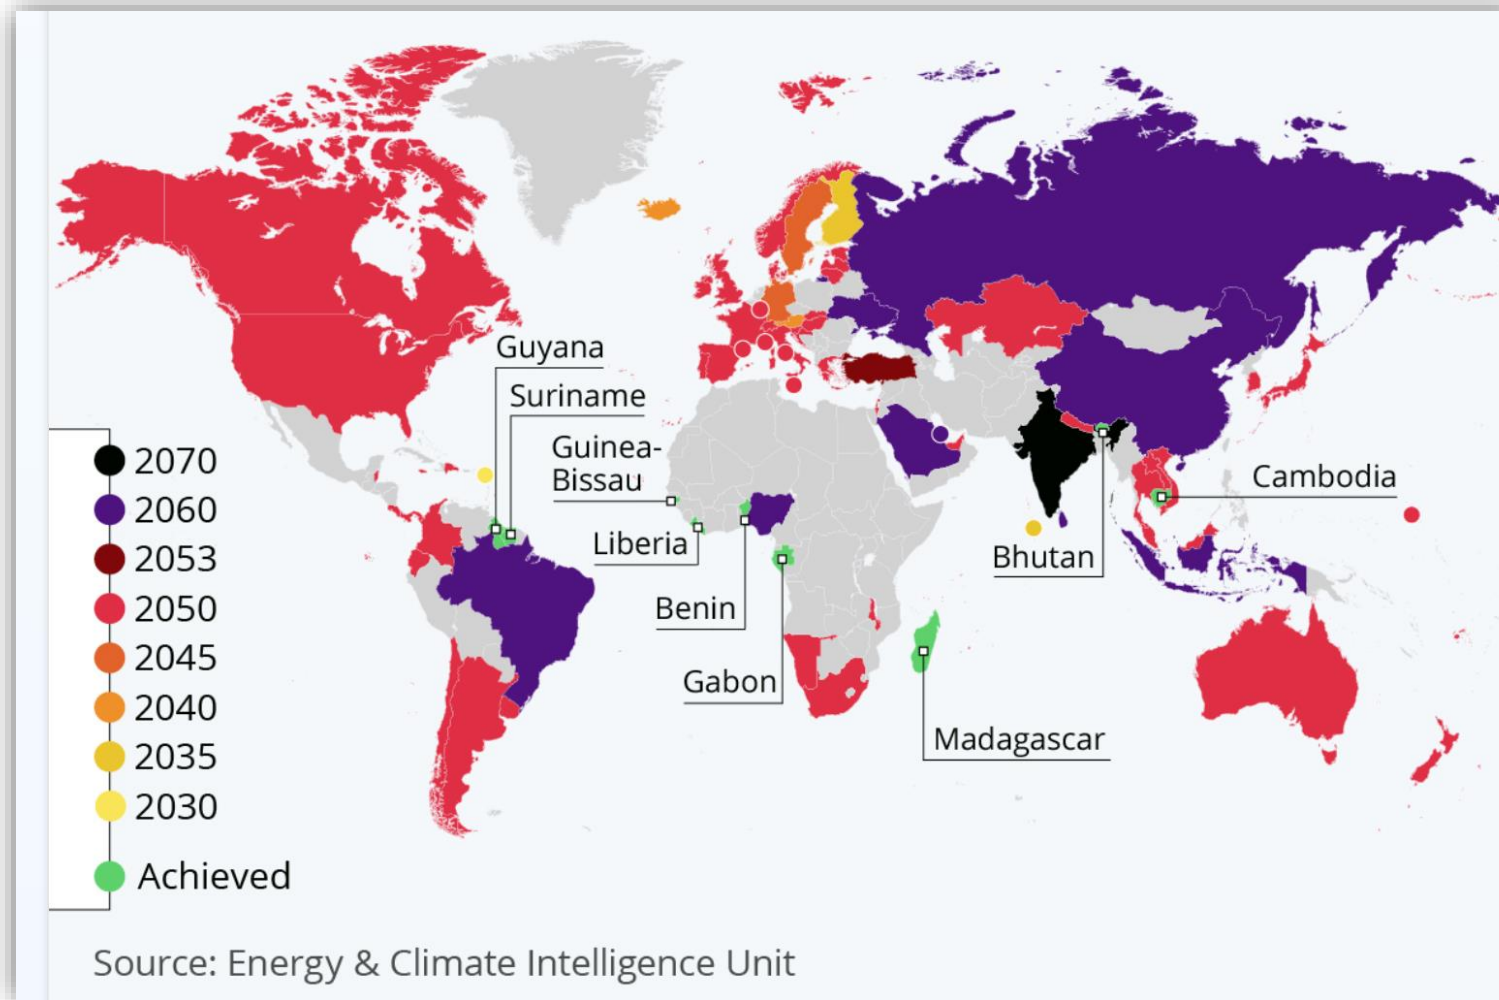 Guyana
Suriname
Guinea-
Bissau
Liberia
Benin
Gabon
Madagascar
Bhutan
Cambodia
2070
2060
2053
2050
2045
2040
2035
2030
Achieved
Source: Energy & Climate Intelligence Unit